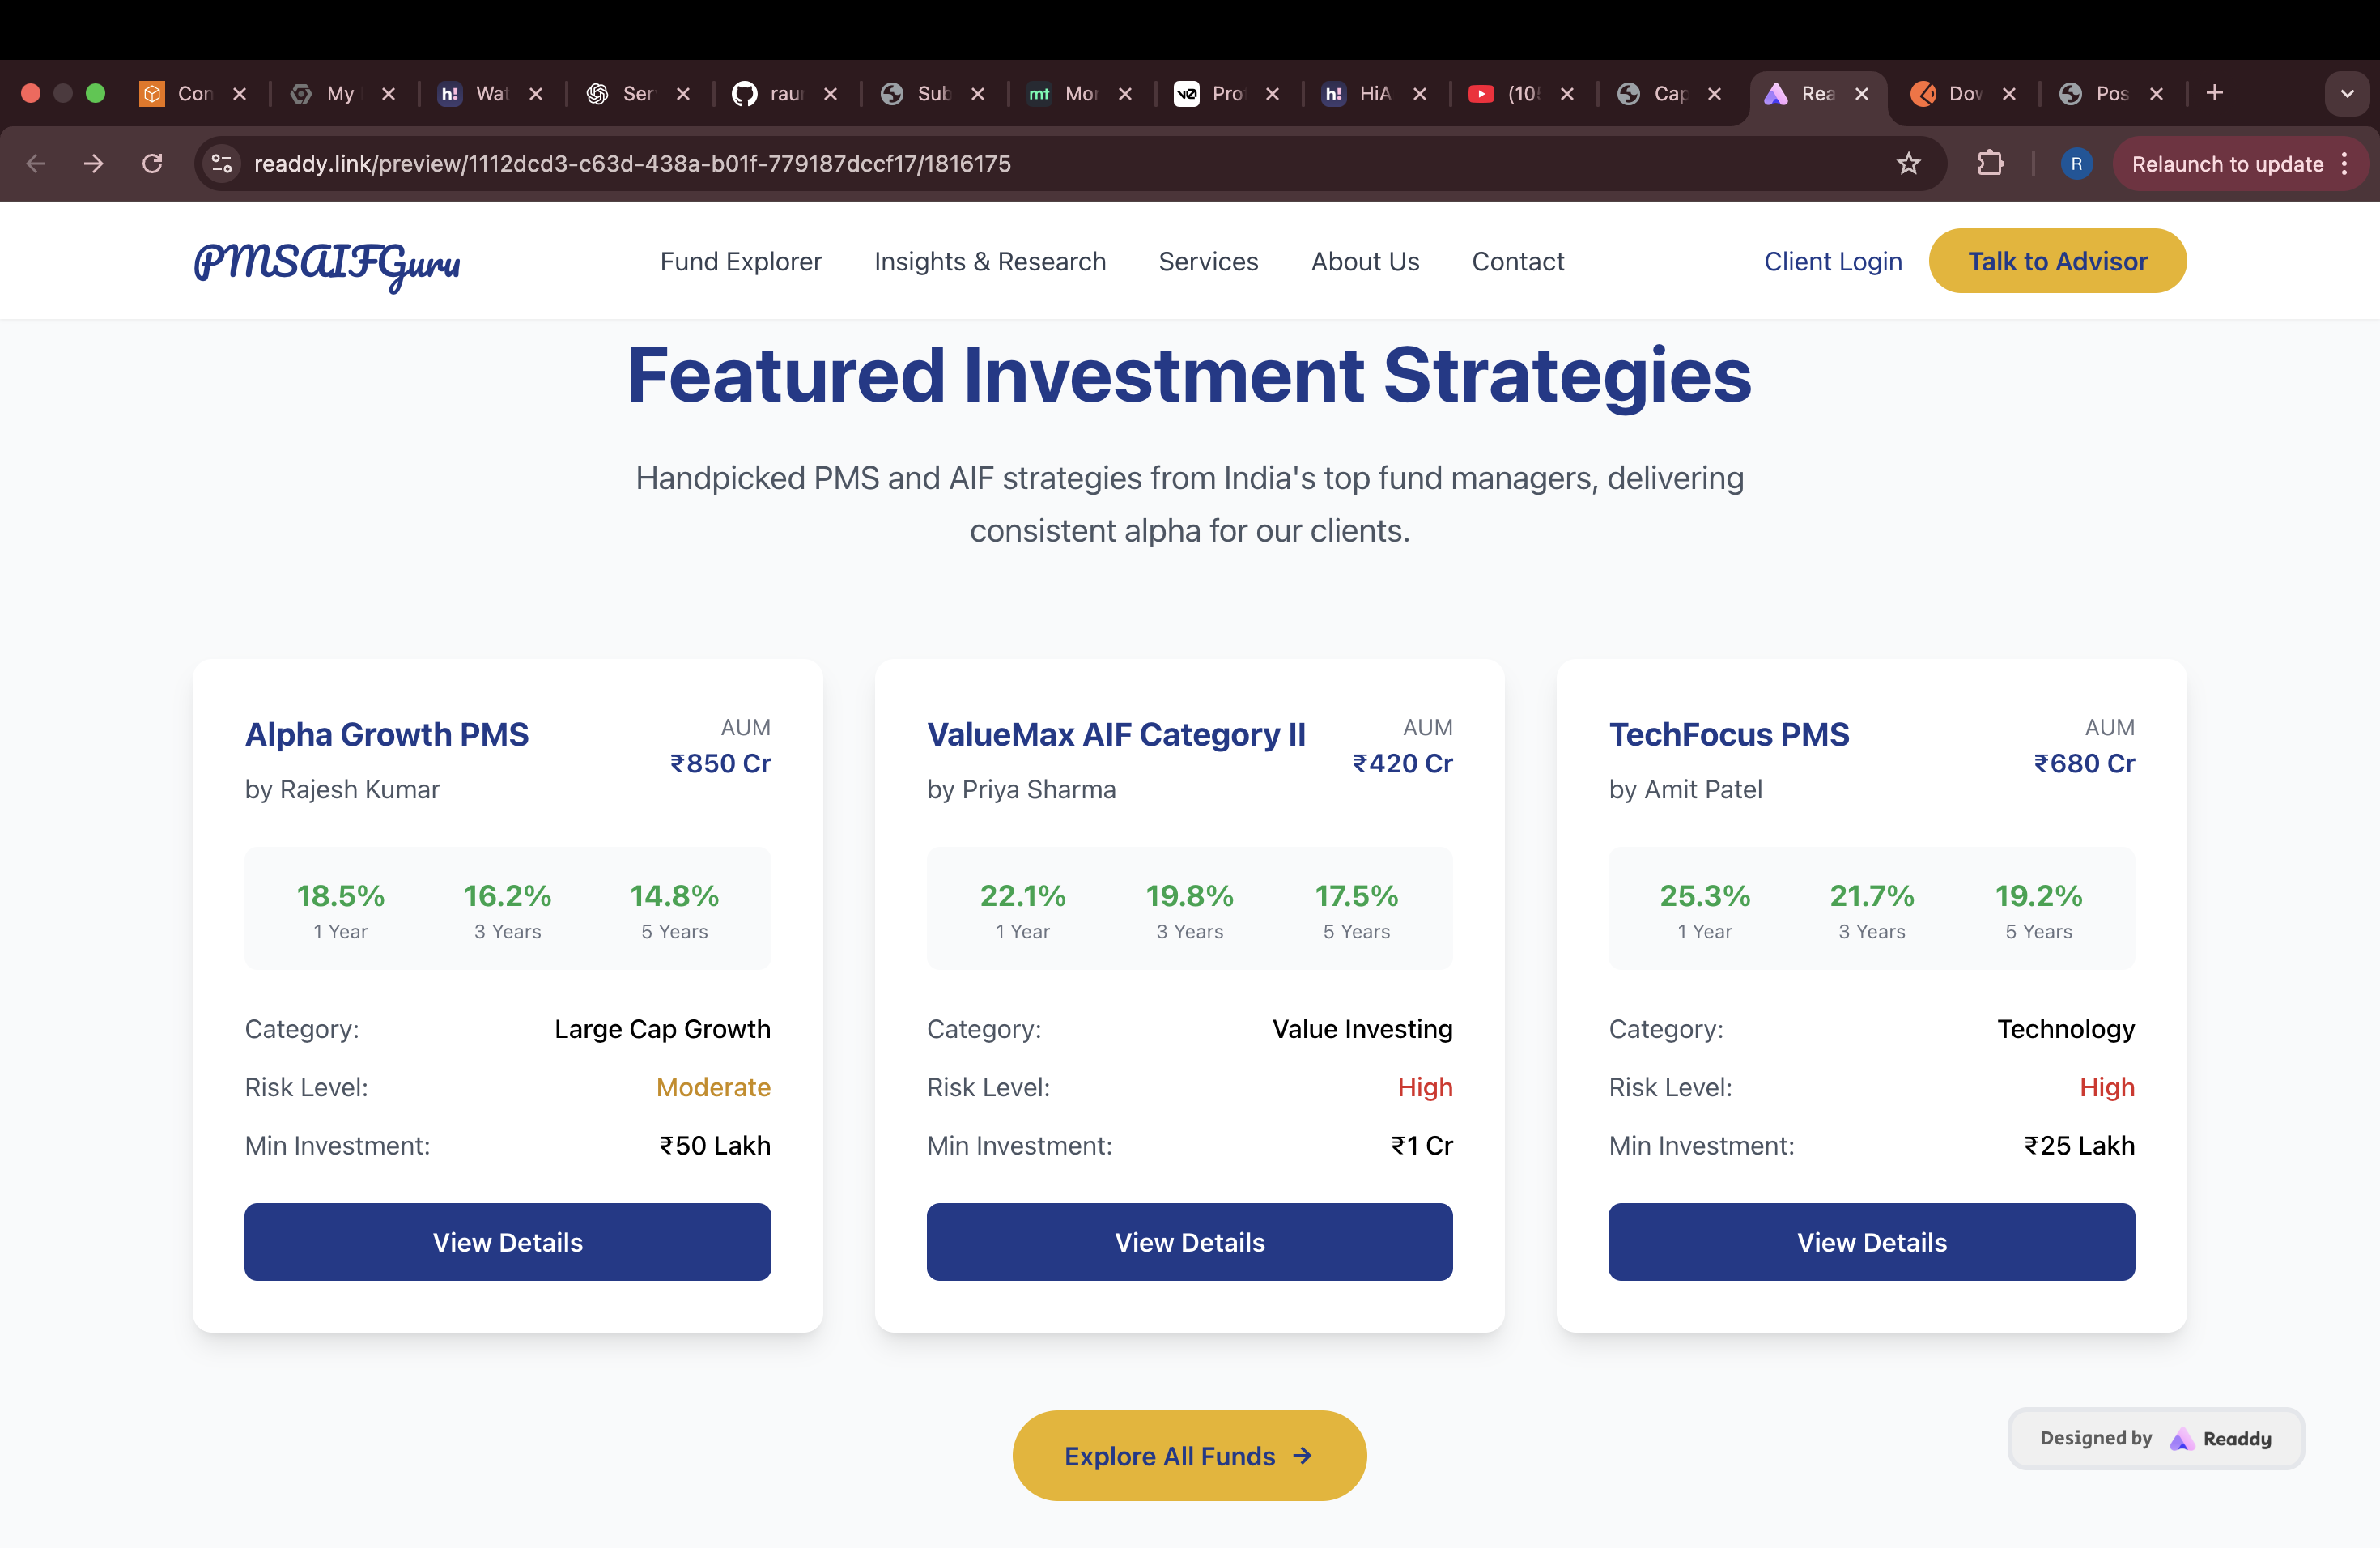 Con
My
h! Wat
Ser
raur
Sub
mt Mor
v0 Pro
h! HiA
(10
Cap
Rea
Dow
Pos
readdy.link/preview/1112dcd3-c63d-438a-b01f-779187dccf17/1816175
R
Relaunch to update
PMSAIFGuru
Fund Explorer
Insights & Research
Services
About Us
Contact
Client Login
Talk to Advisor
Featured Investment Strategies
Handpicked PMS and AIF strategies from India's top fund managers, delivering
consistent alpha for our clients.
Alpha Growth PMS
by Rajesh Kumar
AUM
₹850 Cr
18.5% 16.2% 14.8%
1 Year 3 Years 5 Years
Category: Large Cap Growth
Risk Level: Moderate
Min Investment: ₹50 Lakh
View Details
ValueMax AIF Category II
by Priya Sharma
AUM
₹420 Cr
22.1% 19.8% 17.5%
1 Year 3 Years 5 Years
Category: Value Investing
Risk Level: High
Min Investment: ₹1 Cr
View Details
TechFocus PMS
by Amit Patel
AUM
₹680 Cr
25.3% 21.7% 19.2%
1 Year 3 Years 5 Years
Category: Technology
Risk Level: High
Min Investment: ₹25 Lakh
View Details
Explore All Funds →
Designed by Readdy